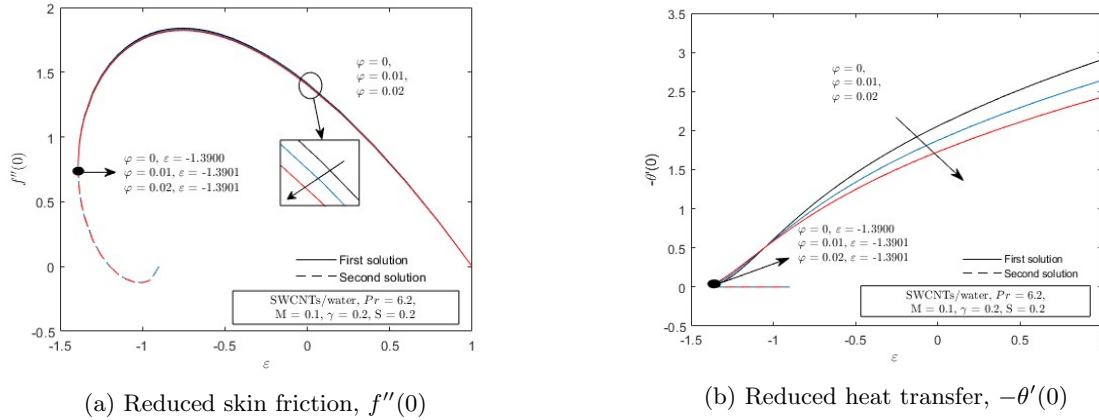 2
1.5
1
0.5
0
-0.5
f''(0)
-1.5
-1
-0.5
0
0.5
1
ε
φ = 0,
φ = 0.01,
φ = 0.02
φ = 0, ε = -1.3900
φ = 0.01, ε = -1.3901
φ = 0.02, ε = -1.3901
First solution
Second solution
SWCNTs/water, Pr = 6.2,
M = 0.1, γ = 0.2, S = 0.2
(a) Reduced skin friction, f''(0)
3.5
3
2.5
2
1.5
1
0.5
0
-0.5
-θ'(0)
-1.5
-1
-0.5
0
0.5
1
ε
φ = 0,
φ = 0.01,
φ = 0.02
φ = 0, ε = -1.3900
φ = 0.01, ε = -1.3901
φ = 0.02, ε = -1.3901
First solution
Second solution
SWCNTs/water, Pr = 6.2,
M = 0.1, γ = 0.2, S = 0.2
(b) Reduced heat transfer, −θ'(0)